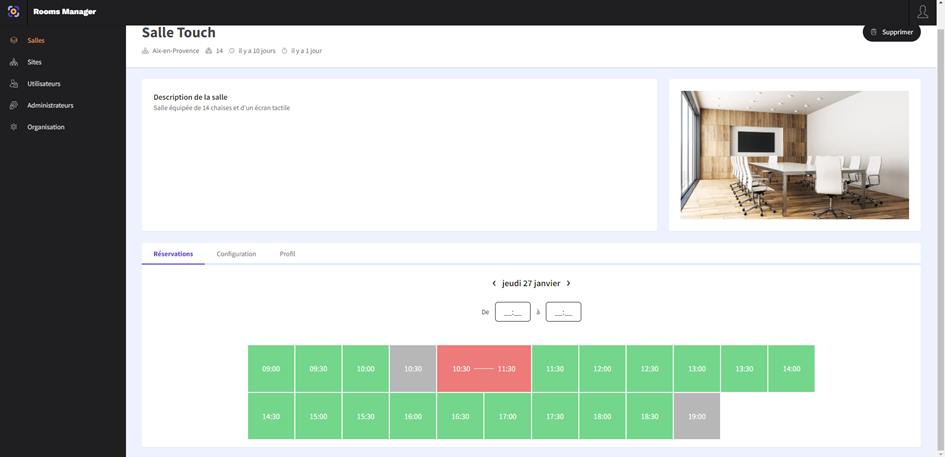 Rooms Manager
Salles
Sites
Utilisateurs
Administrateurs
Organisation
Salle Touch
Aix-en-Provence 14 il y a 10 jours il y a 1 jour
Supprimer
Description de la salle
Salle équipée de 14 chaises et d'un écran tactile
Réservations Configuration Profil
‹ jeudi 27 janvier ›
De __:__ à __:__
09:00 09:30 10:00 10:30 10:30 —— 11:30 11:30 12:00 12:30 13:00 13:30 14:00
14:30 15:00 15:30 16:00 16:30 17:00 17:30 18:00 18:30 19:00